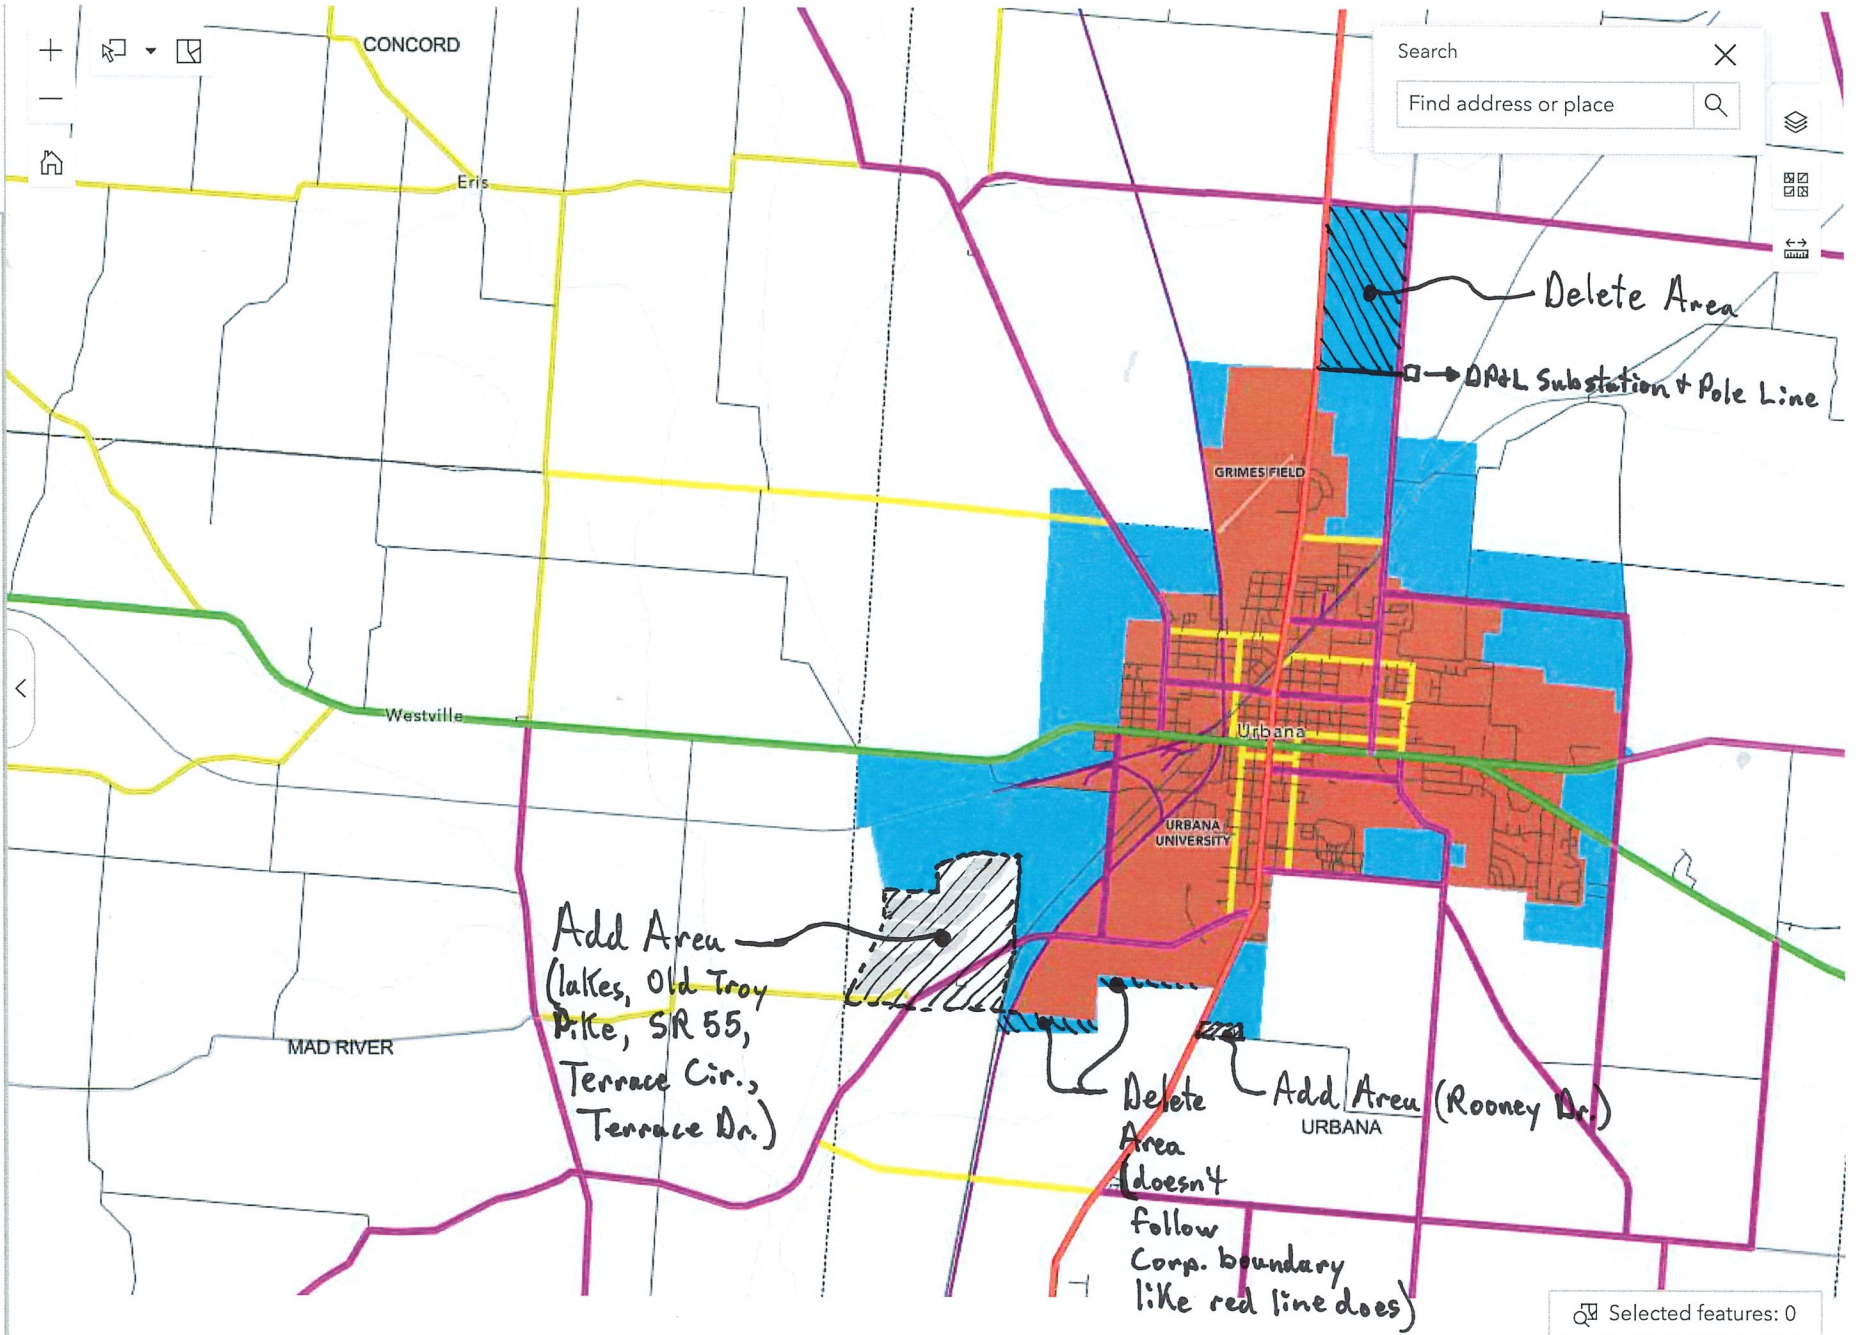 CONCORD
Search
Find address or place
Eris
Delete Area
DP&L Substation + Pole Line
GRIMES FIELD
Westville
Urbana
URBANA
UNIVERSITY
Add Area
(lakes, Old Troy
Pike, SR 55,
Terrace Cir.,
Terrace Dr.)
MAD RIVER
Delete
Area
(doesn't
follow
Corp. boundary
like red line does)
Add Area (Rooney Dr.)
URBANA
Selected features: 0